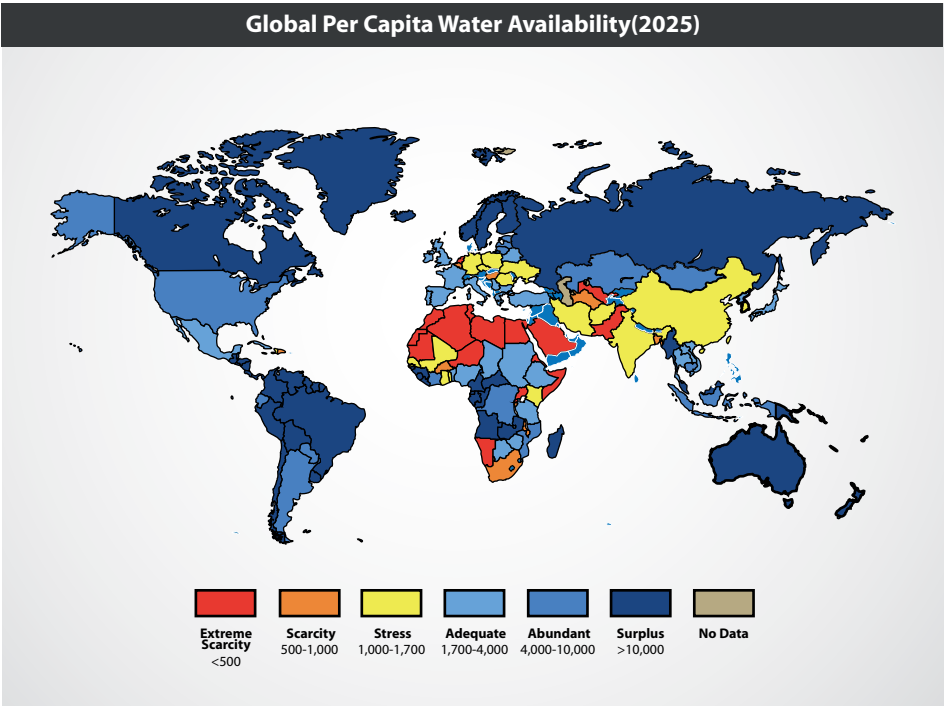 Global Per Capita Water Availability(2025)
Extreme
Scarcity
<500
Scarcity
500-1,000
Stress
1,000-1,700
Adequate
1,700-4,000
Abundant
4,000-10,000
Surplus
>10,000
No Data